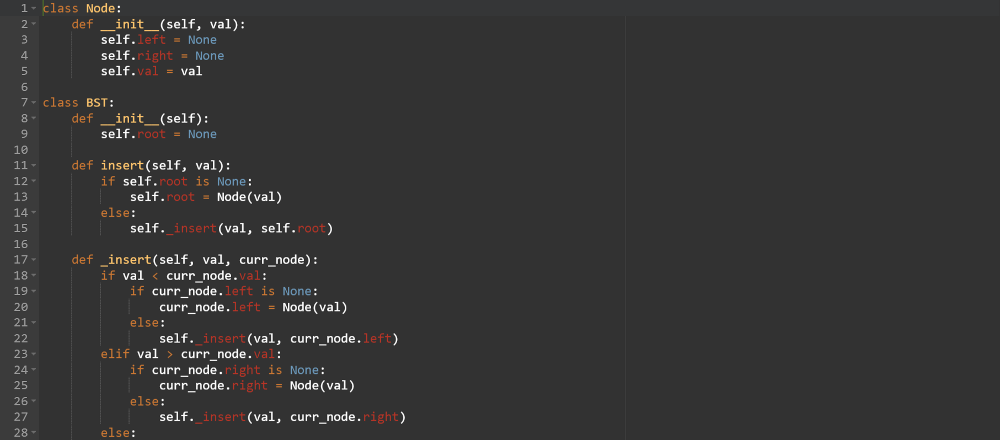 1 class Node:
2     def __init__(self, val):
3         self.left = None
4         self.right = None
5         self.val = val
6
7 class BST:
8     def __init__(self):
9         self.root = None
10
11     def insert(self, val):
12         if self.root is None:
13             self.root = Node(val)
14         else:
15             self._insert(val, self.root)
16
17     def _insert(self, val, curr_node):
18         if val < curr_node.val:
19             if curr_node.left is None:
20                 curr_node.left = Node(val)
21             else:
22                 self._insert(val, curr_node.left)
23         elif val > curr_node.val:
24             if curr_node.right is None:
25                 curr_node.right = Node(val)
26             else:
27                 self._insert(val, curr_node.right)
28         else: